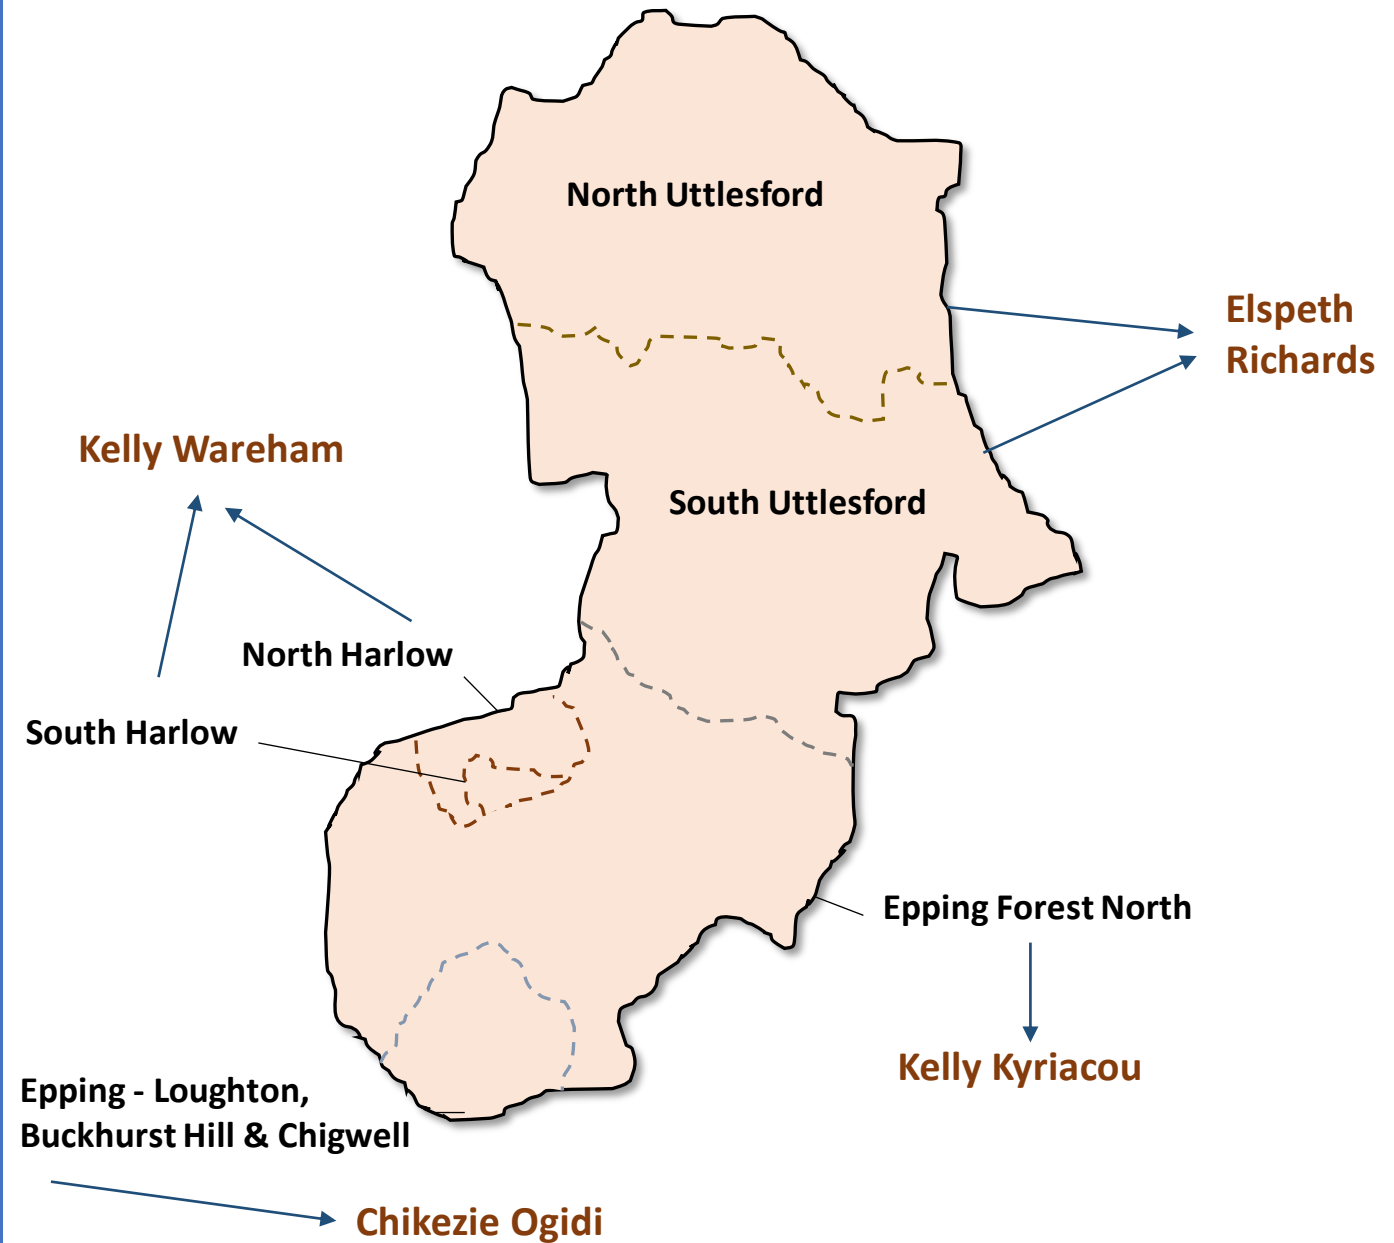 North Uttlesford
Elspeth
Richards
Kelly Wareham
South Uttlesford
North Harlow
South Harlow
Epping Forest North
Kelly Kyriacou
Epping - Loughton,
Buckhurst Hill & Chigwell
Chikezie Ogidi